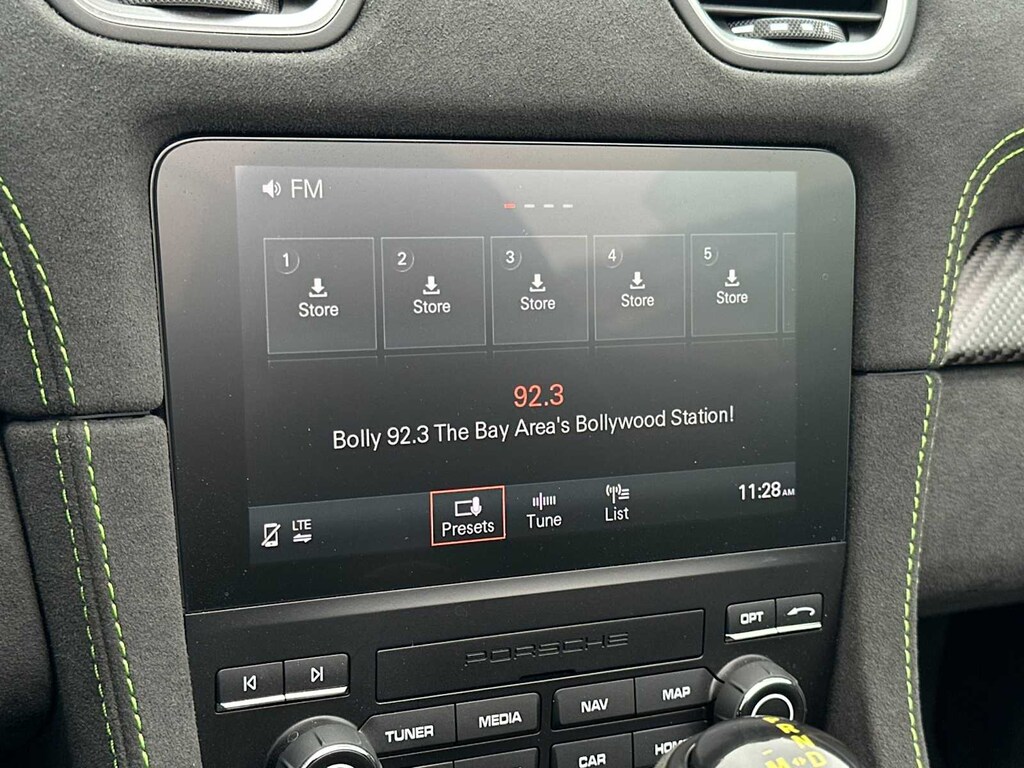 FM
1 2 3 4 5
Store Store Store Store Store
92.3
Bolly 92.3 The Bay Area's Bollywood Station!
LTE Presets Tune List 11:28AM
OPT
PORSCHE
TUNER MEDIA NAV MAP
CAR HOM
R
N
M D